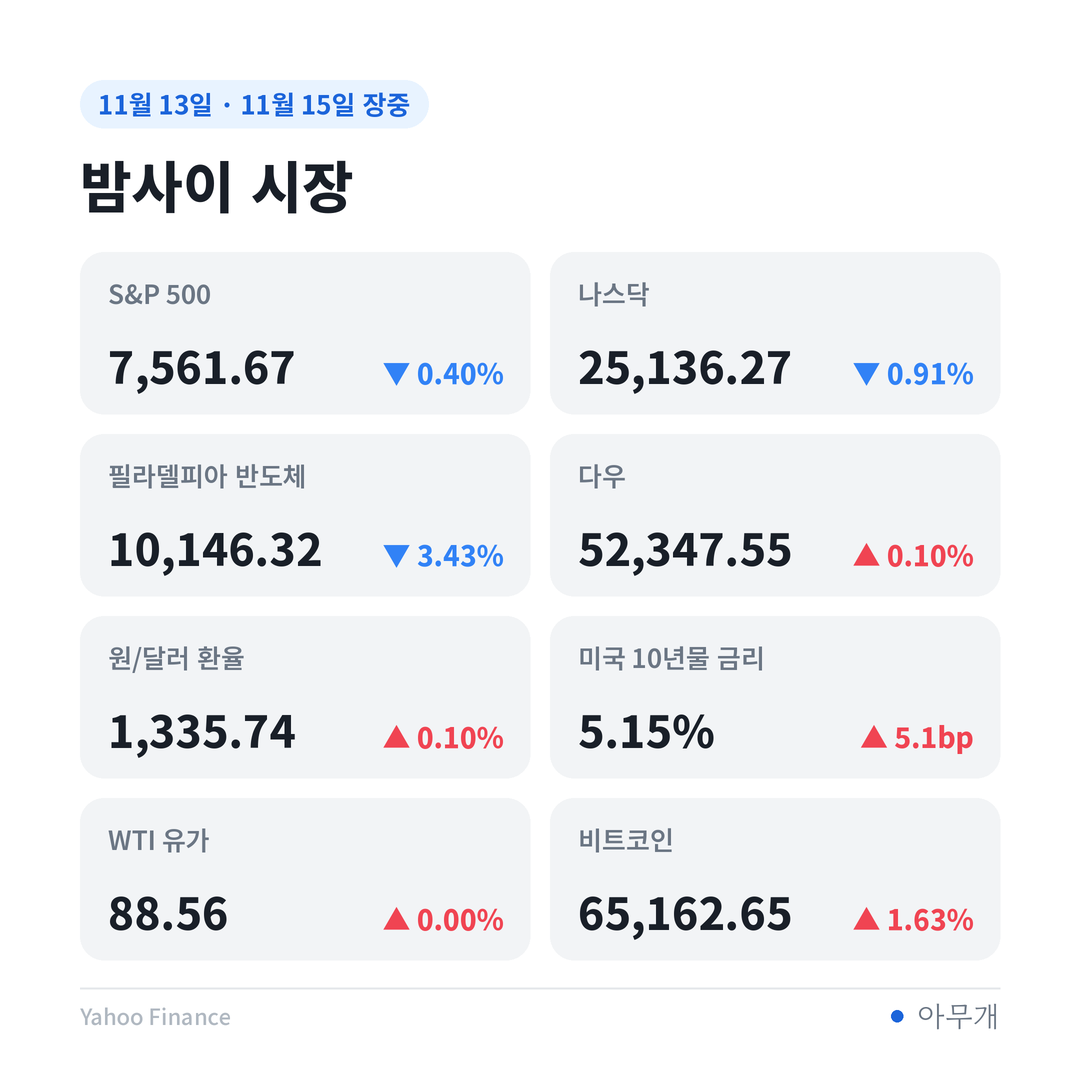 11월 13일 · 11월 15일 장중
밤사이 시장
S&P 500
7,561.67 ▼ 0.40%
나스닥
25,136.27 ▼ 0.91%
필라델피아 반도체
10,146.32 ▼ 3.43%
다우
52,347.55 ▲ 0.10%
원/달러 환율
1,335.74 ▲ 0.10%
미국 10년물 금리
5.15% ▲ 5.1bp
WTI 유가
88.56 ▲ 0.00%
비트코인
65,162.65 ▲ 1.63%
Yahoo Finance
아무개